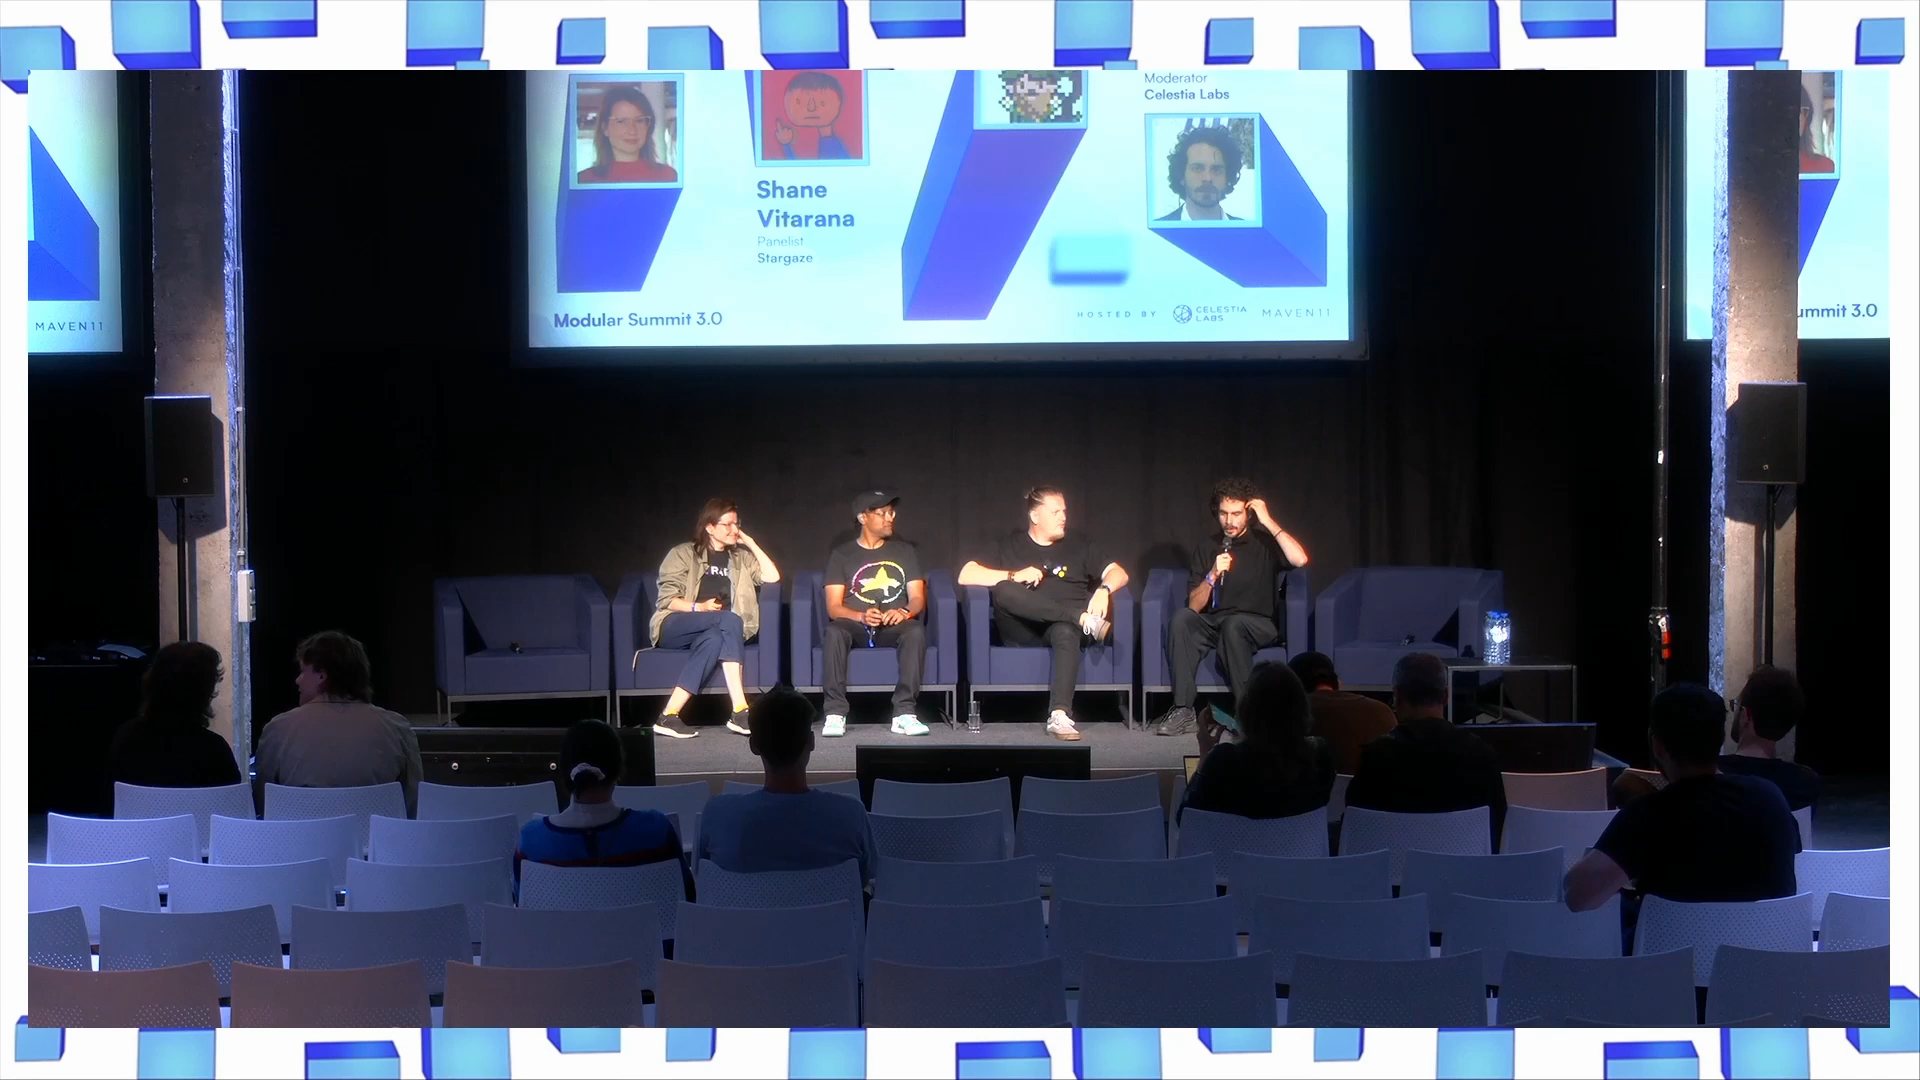 Moderator
Celestia Labs
Shane
Vitarana
Panelist
Stargaze
Modular Summit 3.0
HOSTED BY
CELESTIA
LABS
MAVEN11
MAVEN11
ummit 3.0